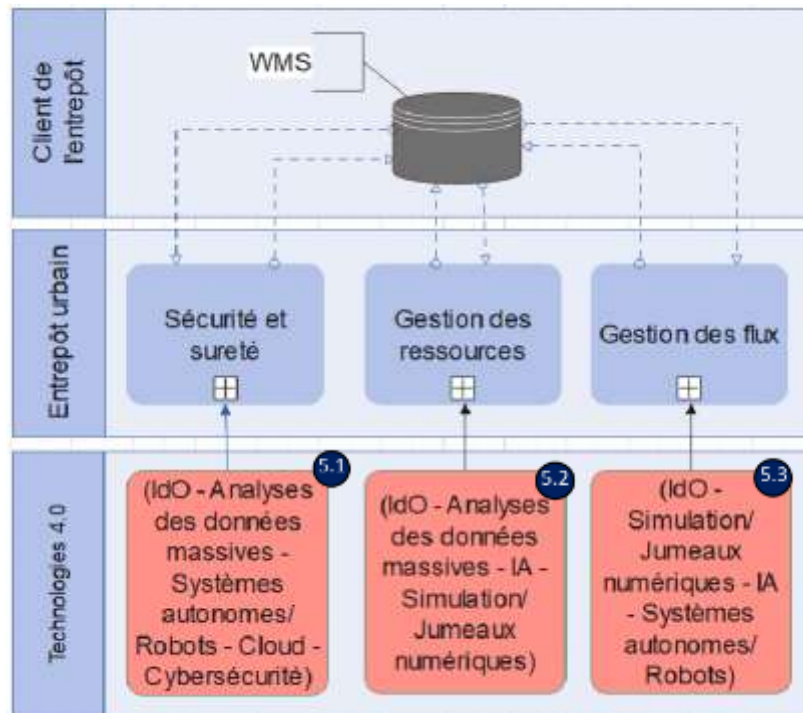 Client de
l'entrepôt
WMS
Entrepôt urbain
Sécurité et
sureté
Gestion des
ressources
Gestion des flux
Technologies 4.0
5.1
(IdO - Analyses
des données
massives -
Systèmes
autonomes/
Robots - Cloud -
Cybersécurité)
5.2
(IdO - Analyses
des données
massives - IA -
Simulation/
Jumeaux
numériques)
5.3
(IdO -
Simulation/
Jumeaux
numériques - IA
- Systèmes
autonomes/
Robots)